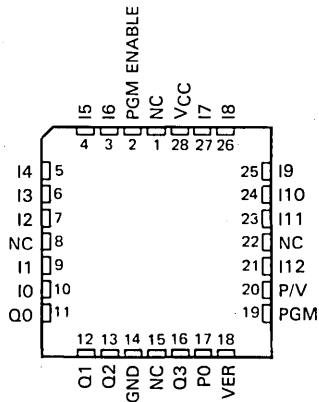 I5 I6 PGM ENABLE NC VCC I7 I8
4 3 2 1 28 27 26
I4 5 25 I9
I3 6 24 I10
I2 7 23 I11
NC 8 22 NC
I1 9 21 I12
I0 10 20 P/V
Q0 11 19 PGM
12 13 14 15 16 17 18
Q1 Q2 GND NC Q3 P0 VER